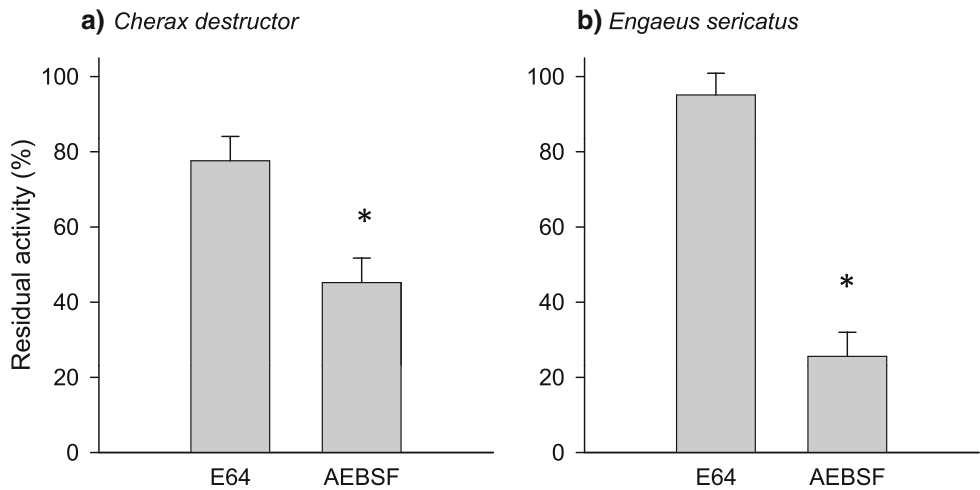 a) Cherax destructor
b) Engaeus sericatus
Residual activity (%)
100
80
60
40
20
0
*
E64
AEBSF
100
80
60
40
20
0
*
E64
AEBSF